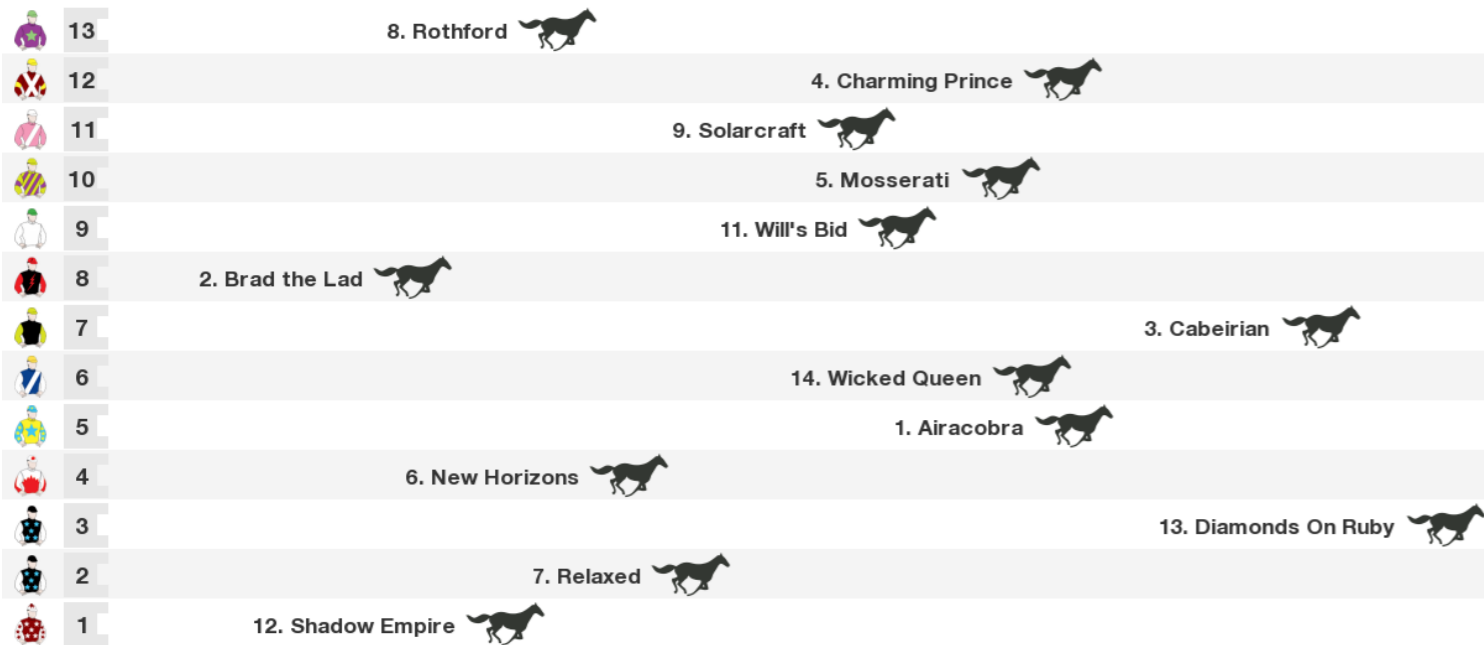 13 8. Rothford
12 4. Charming Prince
11 9. Solarcraft
10 5. Mosserati
9 11. Will's Bid
8 2. Brad the Lad
7 3. Cabeirian
6 14. Wicked Queen
5 1. Airacobra
4 6. New Horizons
3 13. Diamonds On Ruby
2 7. Relaxed
1 12. Shadow Empire